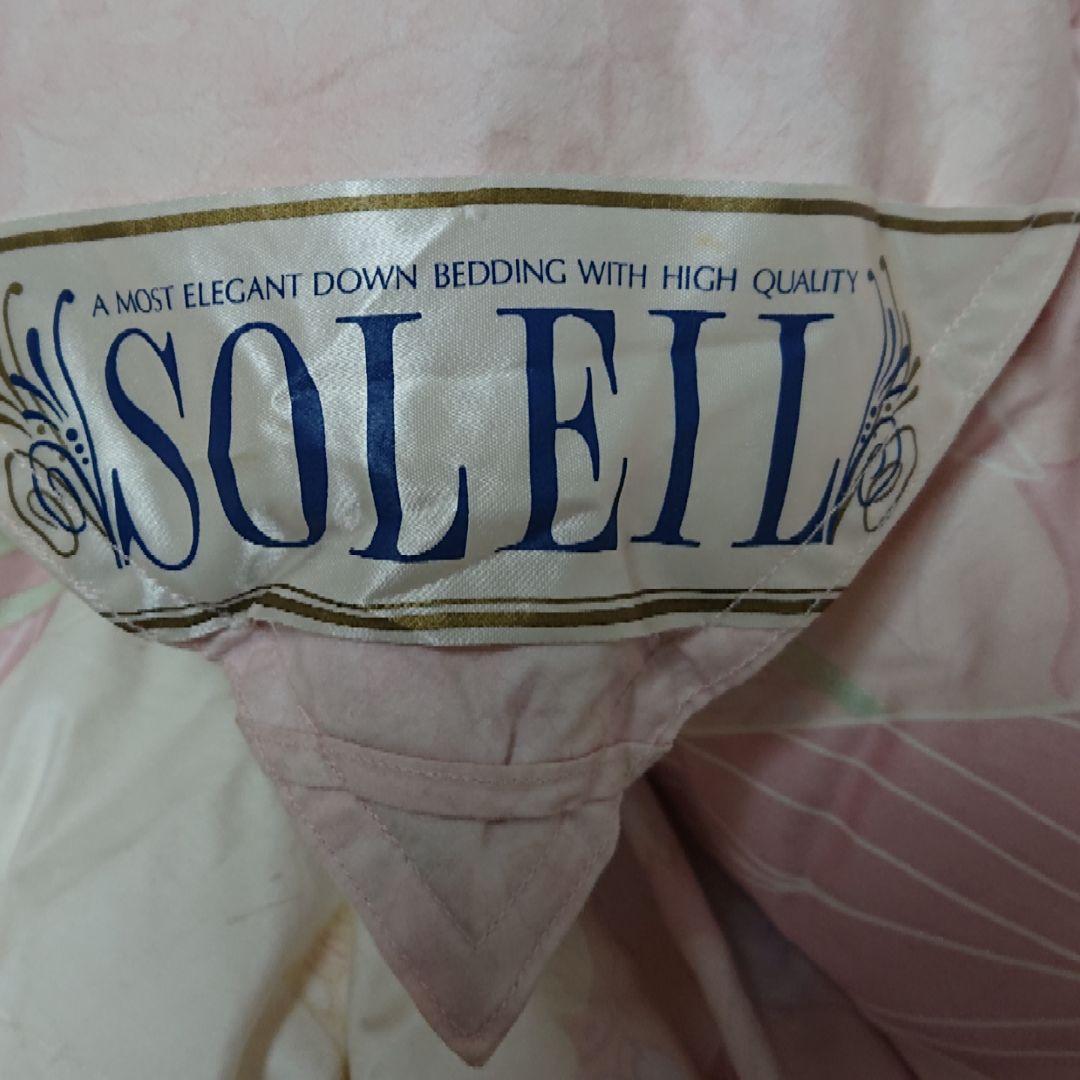 A MOST ELEGANT DOWN BEDDING WITH HIGH QUALITY
SOLEIL